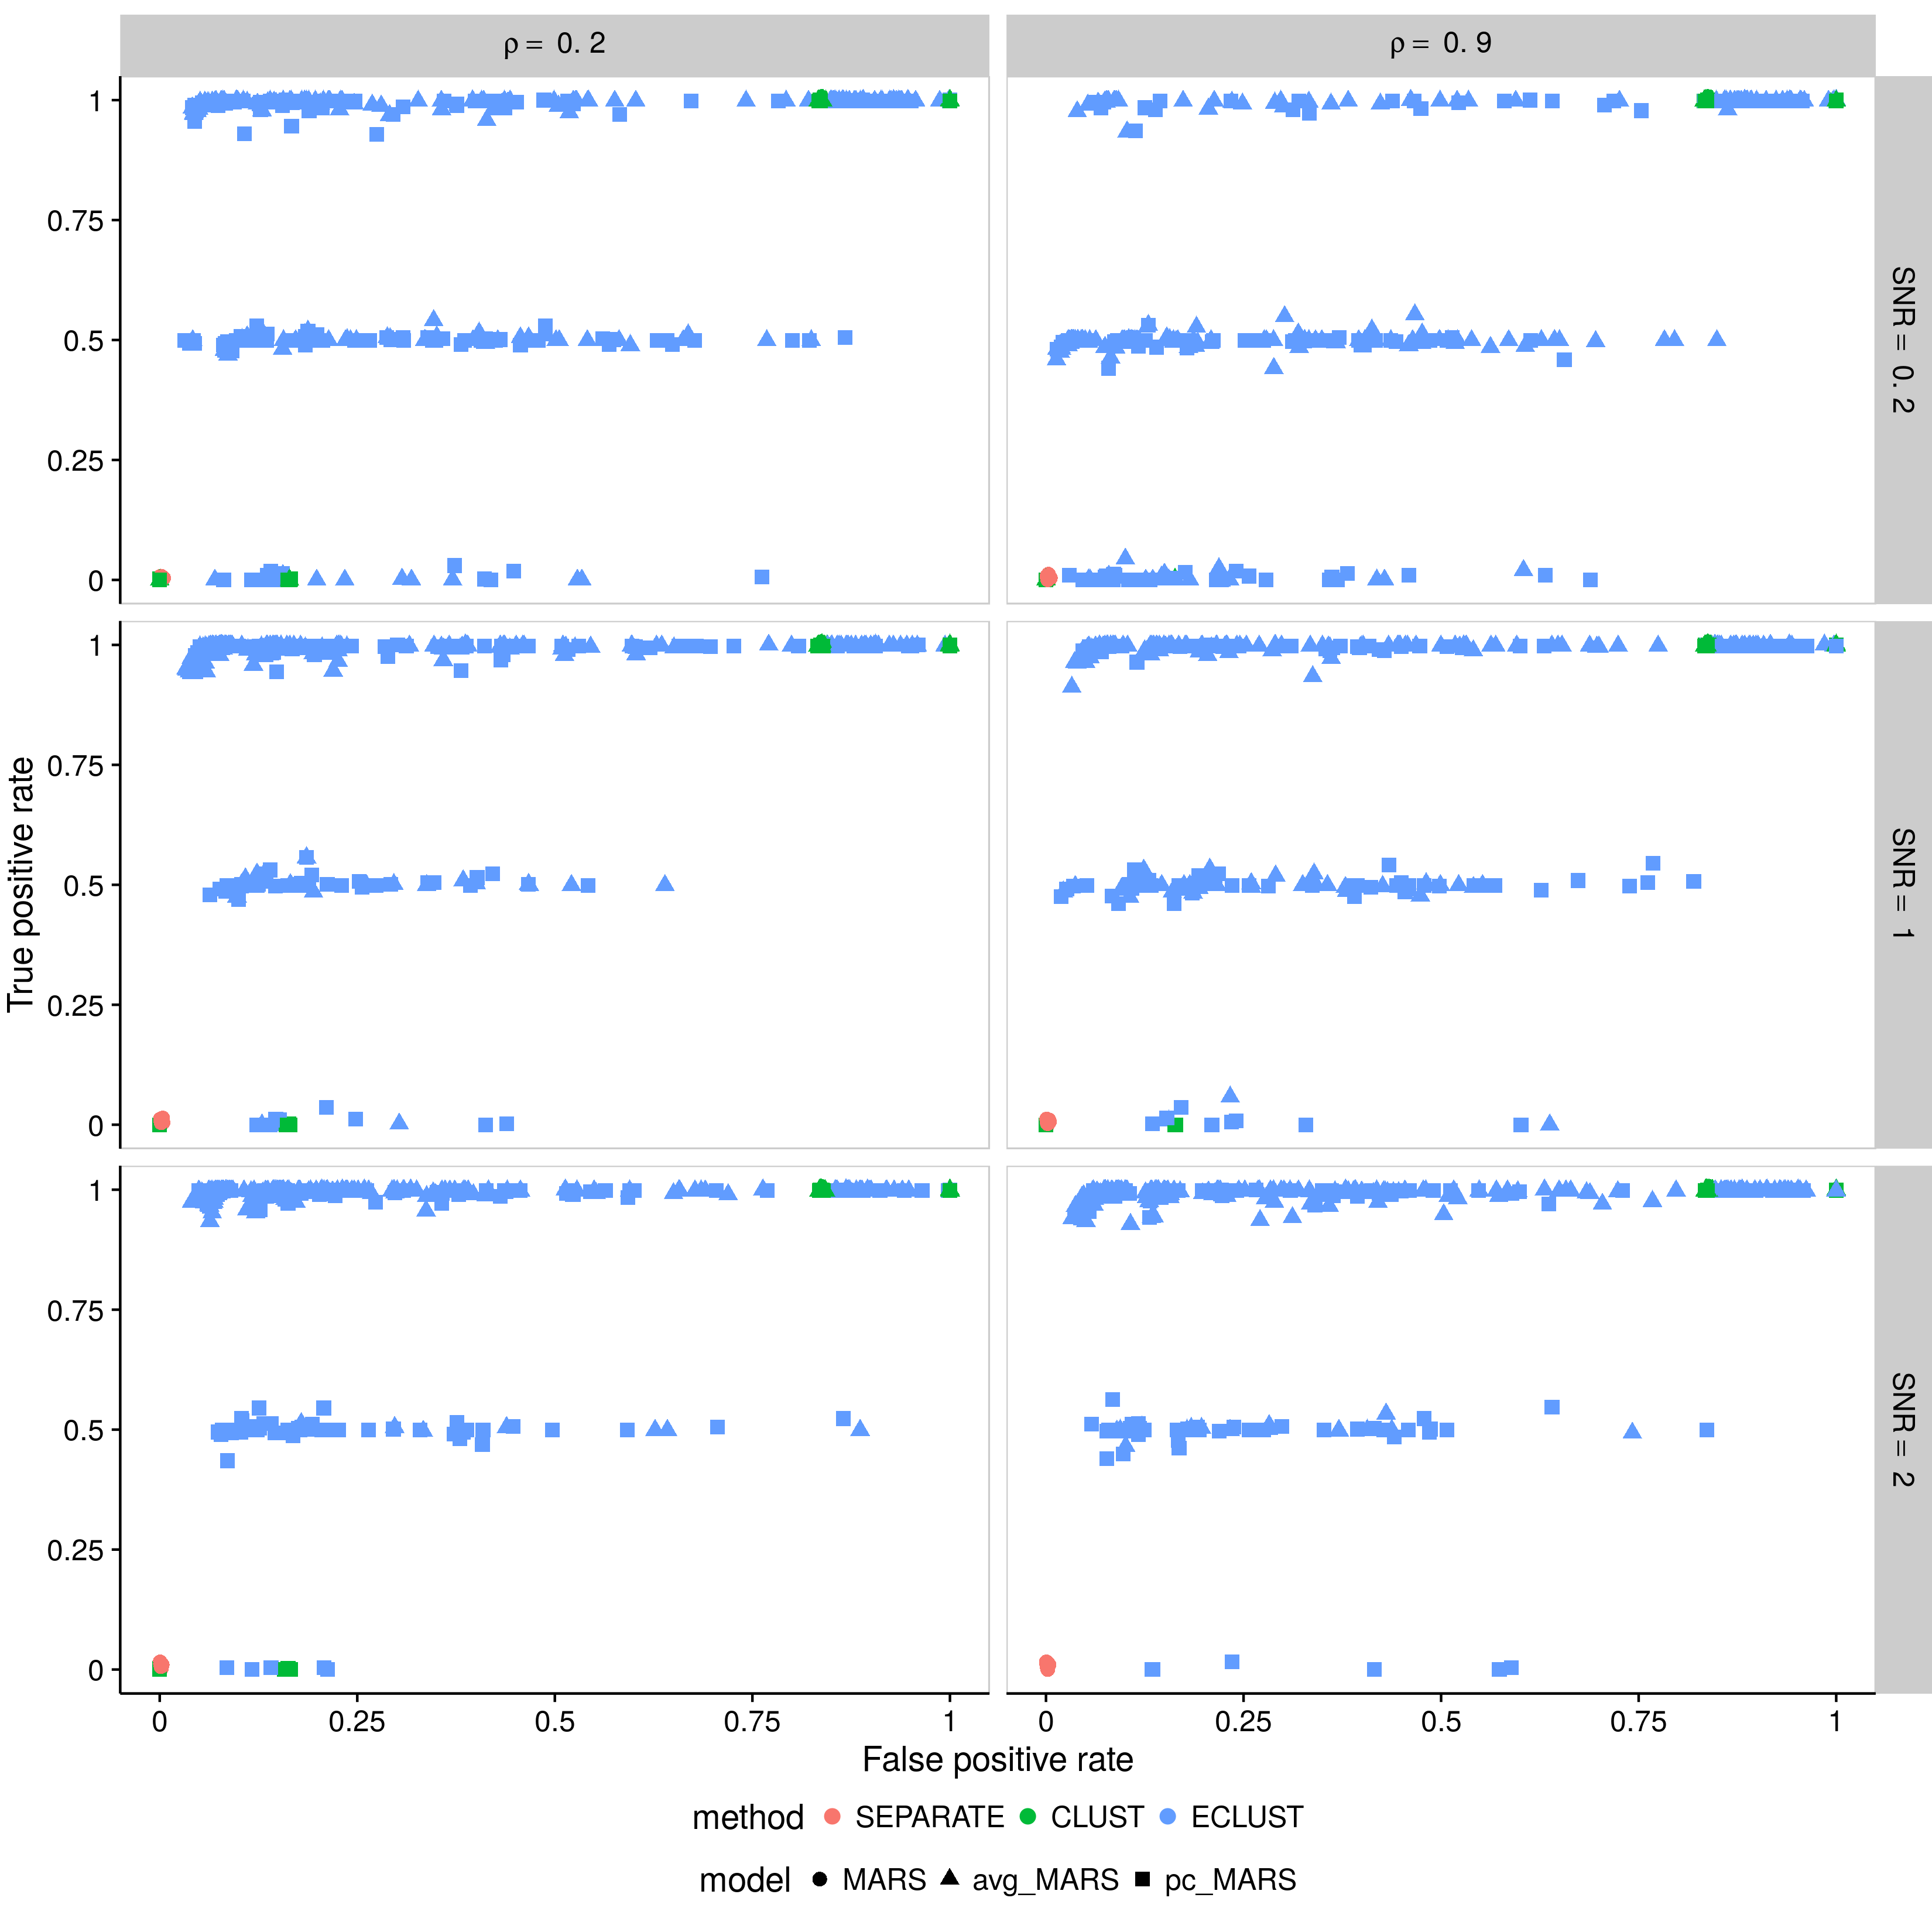 ρ = 0. 2
ρ = 0. 9
1
0.75
0.5
0.25
0
SNR = 0. 2
1
0.75
0.5
0.25
0
SNR = 1
1
0.75
0.5
0.25
0
SNR = 2
True positive rate
0 0.25 0.5 0.75 1
0 0.25 0.5 0.75 1
False positive rate
method SEPARATE CLUST ECLUST
model MARS avg_MARS pc_MARS